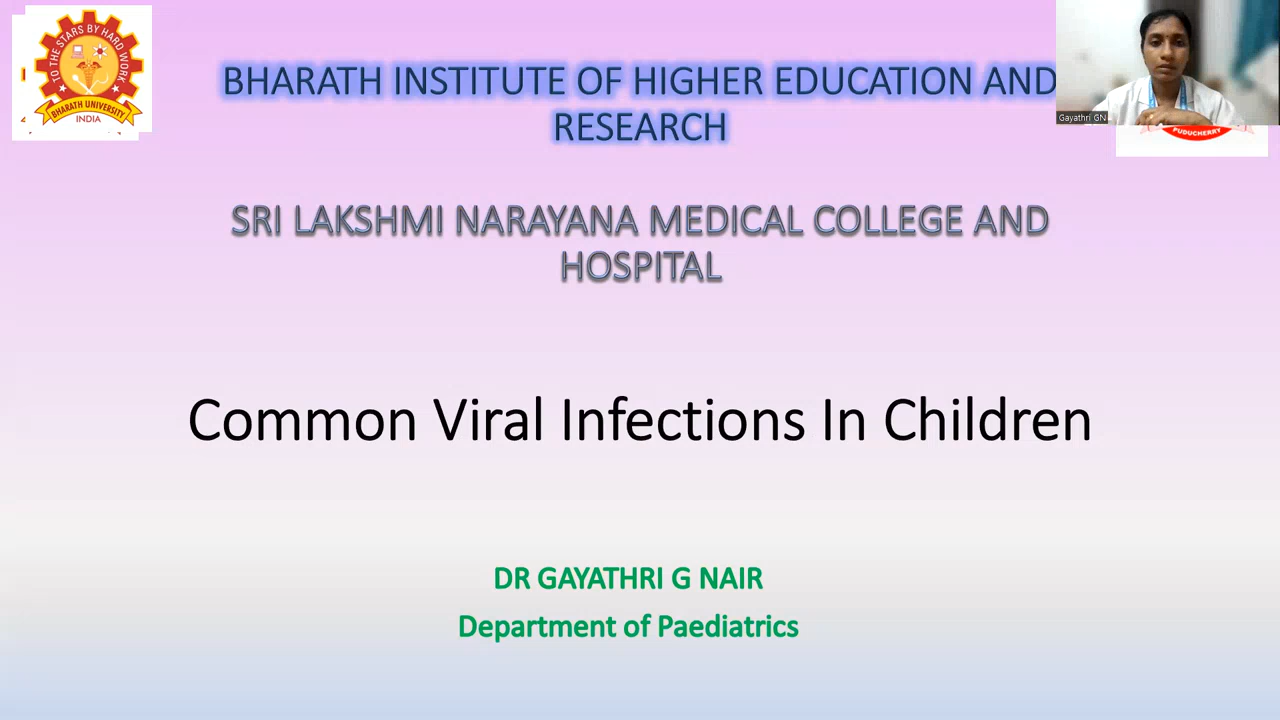 TO THE STARS BY HARD WORK
BHARATH UNIVERSITY
INDIA
BHARATH INSTITUTE OF HIGHER EDUCATION AND
RESEARCH
Gayathri GN
PUDUCHERRY
SRI LAKSHMI NARAYANA MEDICAL COLLEGE AND
HOSPITAL
Common Viral Infections In Children
DR GAYATHRI G NAIR
Department of Paediatrics